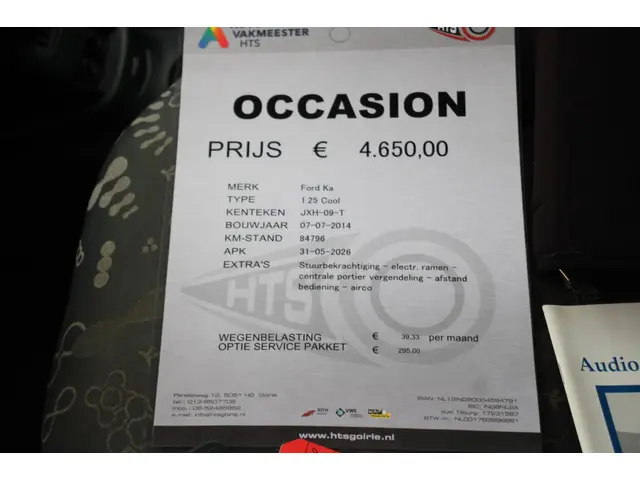 VAKMEESTER
HTS
HTS
OCCASION
PRIJS € 4.650,00
MERK Ford Ka
TYPE 1.25 Cool
KENTEKEN JXH-09-T
BOUWJAAR 07-07-2014
KM-STAND 84796
APK 31-05-2026
EXTRA'S Stuurbekrachtiging - electr. ramen -
centrale portier vergendeling - afstand
bediening - airco
HTS
WEGENBELASTING € 39,33 per maand
OPTIE SERVICE PAKKET € 295,00
www.htsgoirle.nl
Audio